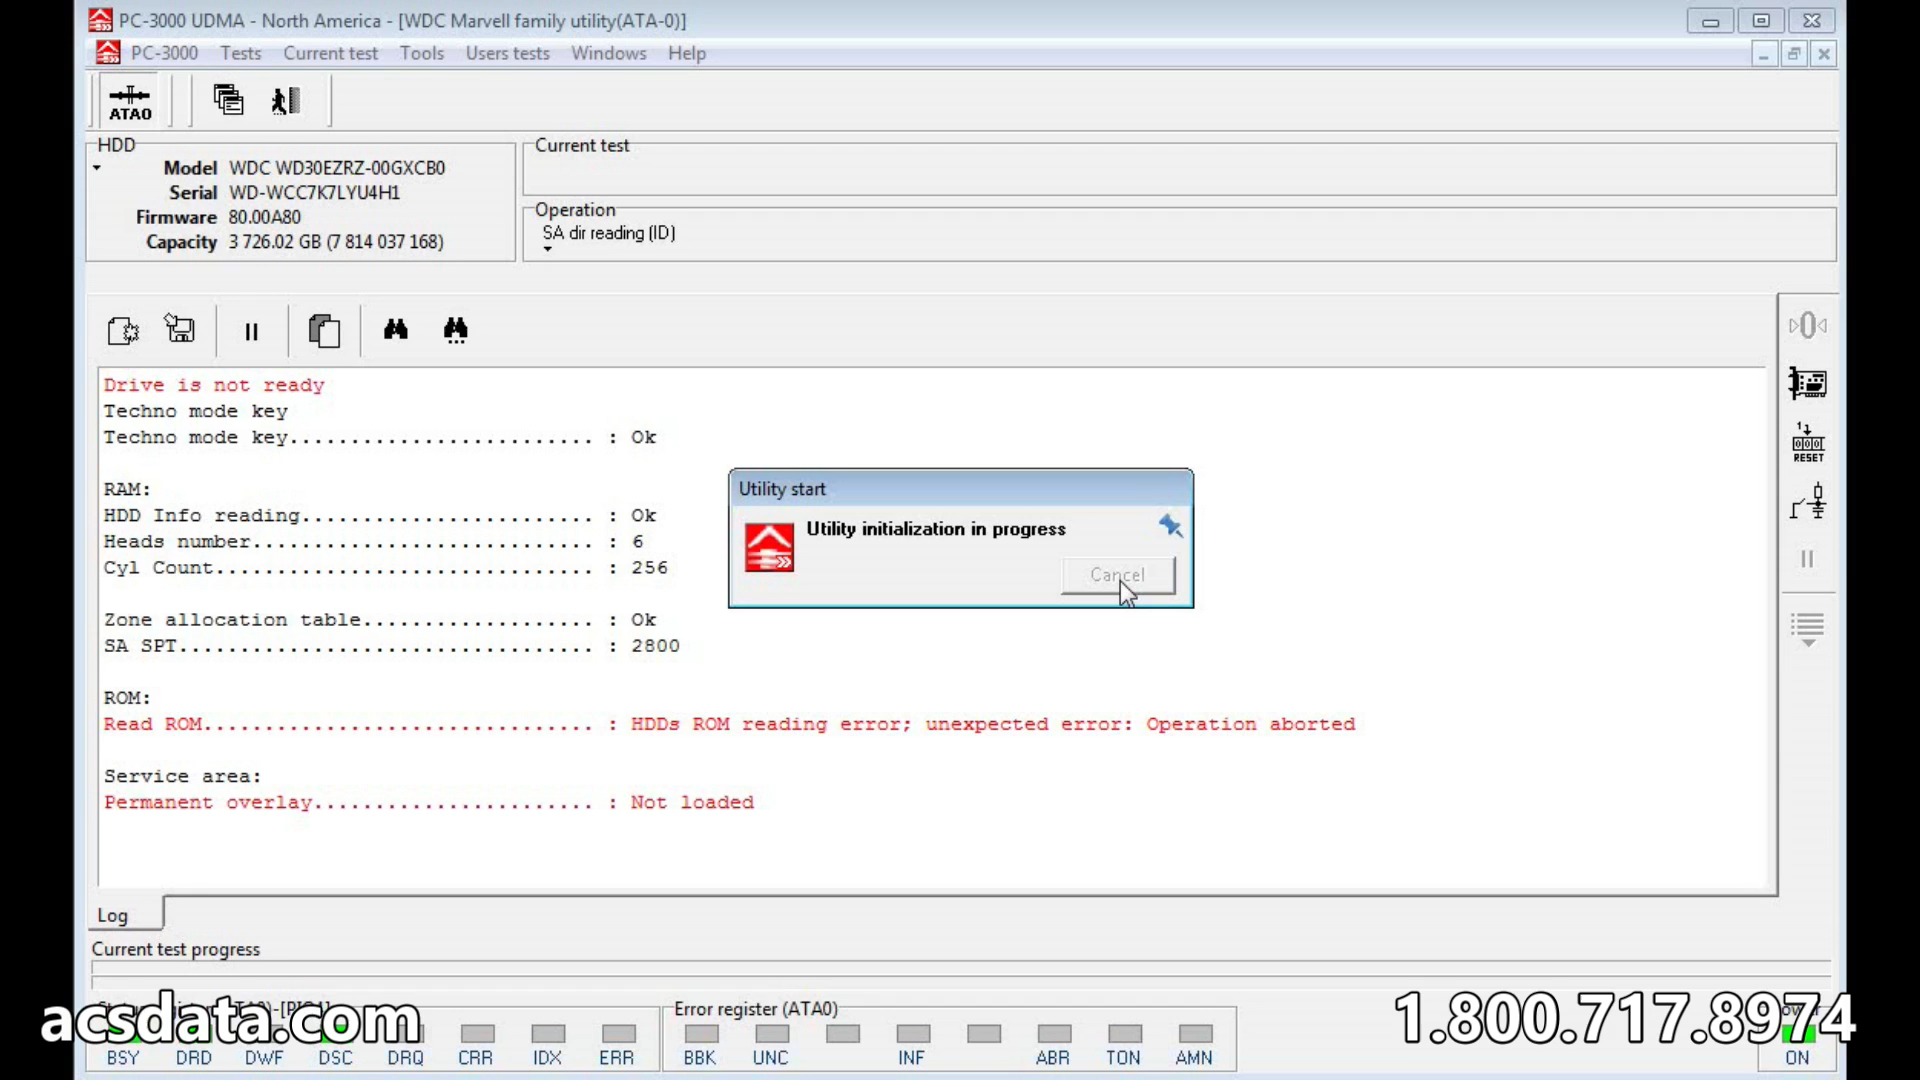 PC-3000 UDMA - North America - [WDC Marvell family utility(ATA-0)]
PC-3000 Tests Current test Tools Users tests Windows Help
ATA0
HDD
Model WDC WD30EZRZ-00GXCB0
Serial WD-WCC7K7LYU4H1
Firmware 80.00A80
Capacity 3 726.02 GB (7 814 037 168)
Current test
Operation
SA dir reading (ID)
Drive is not ready
Techno mode key
Techno mode key......................... : Ok
RAM:
HDD Info reading........................ : Ok
Heads number............................ : 6
Cyl Count............................... : 256
Zone allocation table................... : Ok
SA SPT.................................. : 2800
ROM:
Read ROM................................ : HDDs ROM reading error; unexpected error: Operation aborted
Service area:
Permanent overlay....................... : Not loaded
Utility start
Utility initialization in progress
Cancel
RESET
Log
Current test progress
Error register (ATA0)
BSY DRD DWF DSC DRQ CRR IDX ERR
BBK UNC INF ABR TON AMN
ON
acsdata.com
1.800.717.8974